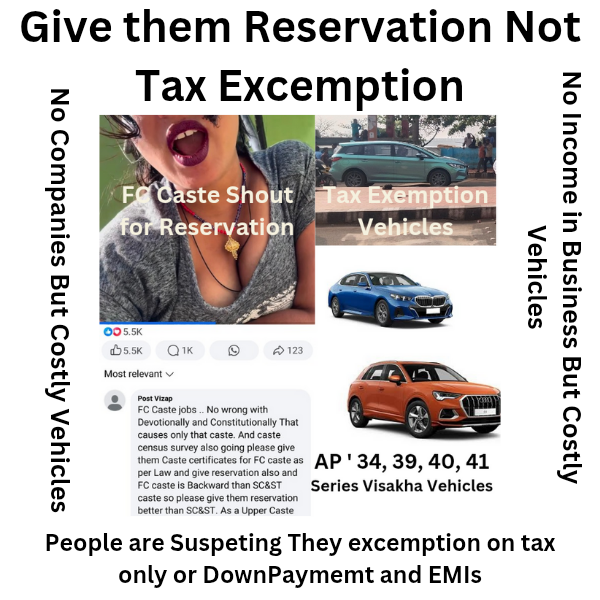 Give them Reservation Not
Tax Excemption
No Companies But Costly Vehicles
No Income in Business But Costly
Vehicles
FC Caste Shout
for Reservation
Tax Exemption
Vehicles
5.5K
5.5K
1K
123
Most relevant
Post Vizap
FC Caste jobs .. No wrong with
Devotionally and Constitutionally That
causes only that caste. And caste
census survey also going please give
them Caste certificates for FC caste as
per Law and give reservation also and
FC caste is Backward than SC&ST
caste so please give them reservation
better than SC&ST. As a Upper Caste
AP ' 34, 39, 40, 41
Series Visakha Vehicles
People are Suspeting They excemption on tax
only or DownPaymemt and EMIs